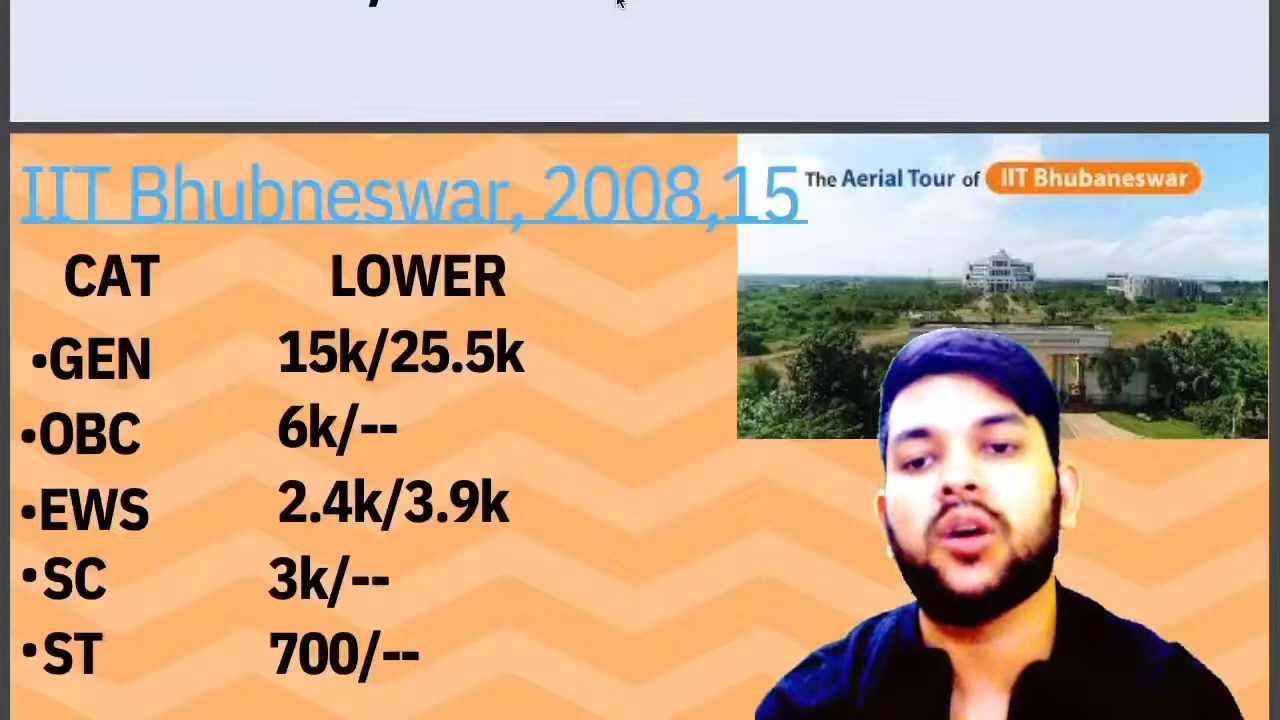 IIT Bhubneswar, 2008,15
The Aerial Tour of IIT Bhubaneswar
CAT LOWER
•GEN 15k/25.5k
•OBC 6k/--
•EWS 2.4k/3.9k
•SC 3k/--
•ST 700/--